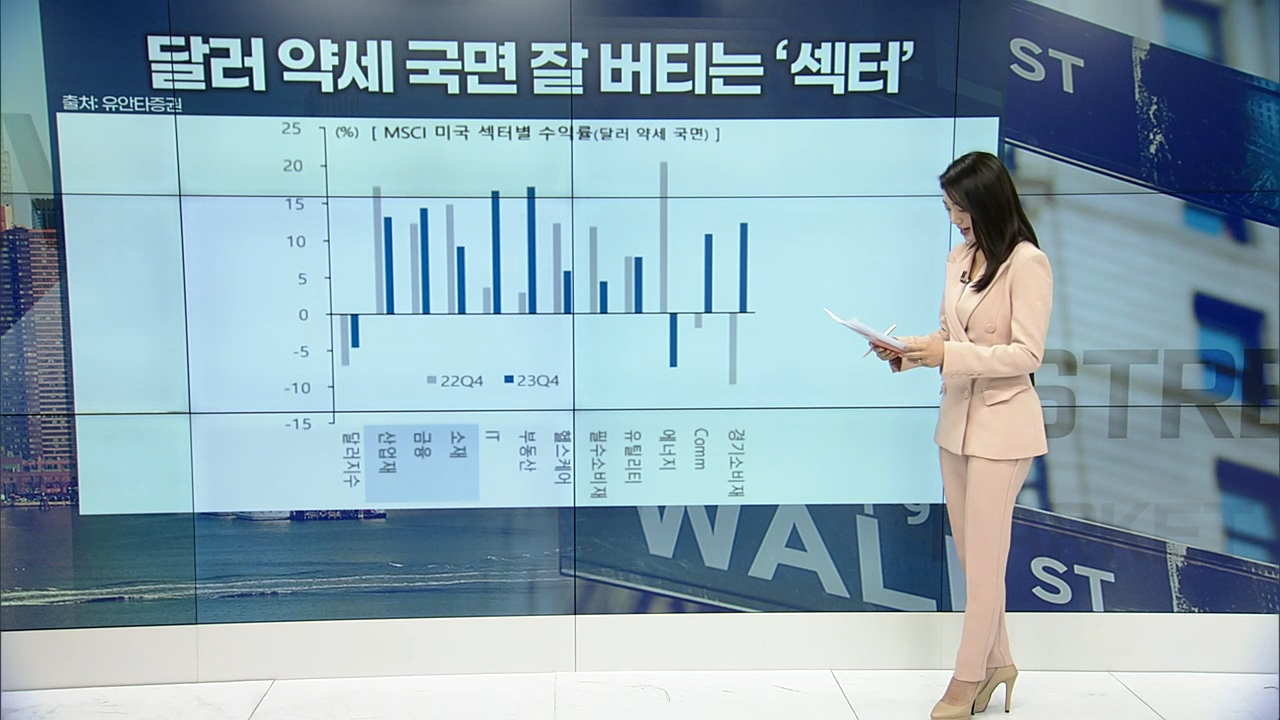 달러 약세 국면 잘 버티는 ‘섹터’
출처: 유안타증권
(%) [ MSCI 미국 섹터별 수익률(달러 약세 국면) ]
25
20
15
10
5
0
-5
-10
-15
22Q4 23Q4
달러지수
산업재
금융
소재
IT
부동산
헬스케어
필수소비재
유틸리티
에너지
Comm
경기소비재
ST
STRE
WALL
ST